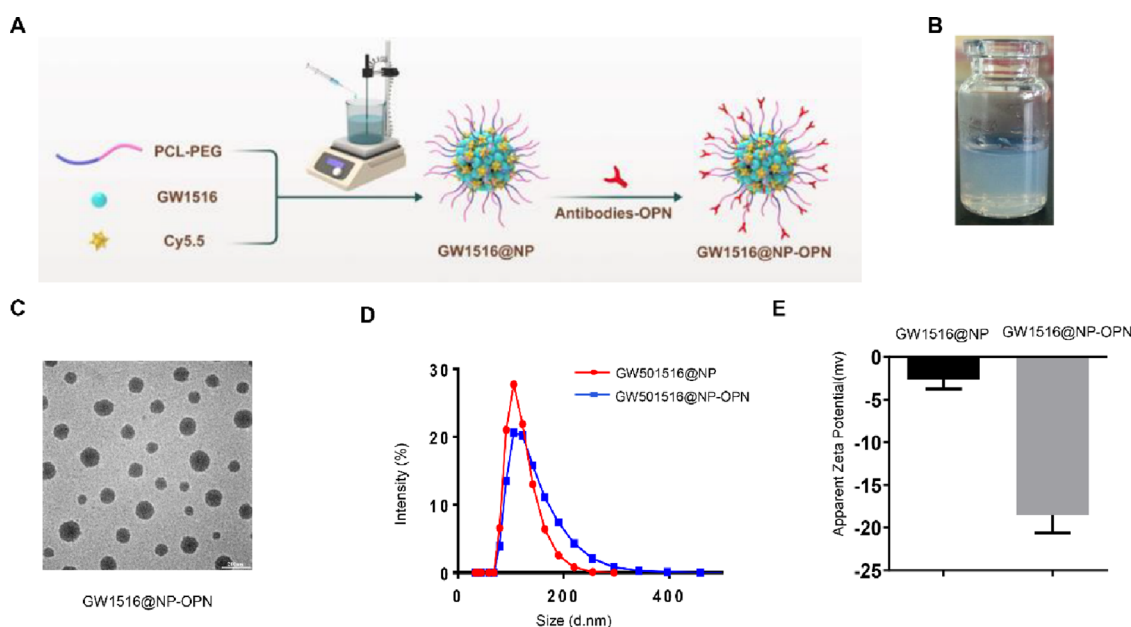 A
B
PCL-PEG
GW1516
Cy5.5
GW1516@NP
Antibodies-OPN
GW1516@NP-OPN
C
GW1516@NP-OPN
D
GW501516@NP
GW501516@NP-OPN
Intensity (%)
30
20
10
0
0
200
400
Size (d.nm)
E
GW1516@NP
GW1516@NP-OPN
Apparent Zeta Potential(mv)
0
-5
-10
-15
-20
-25